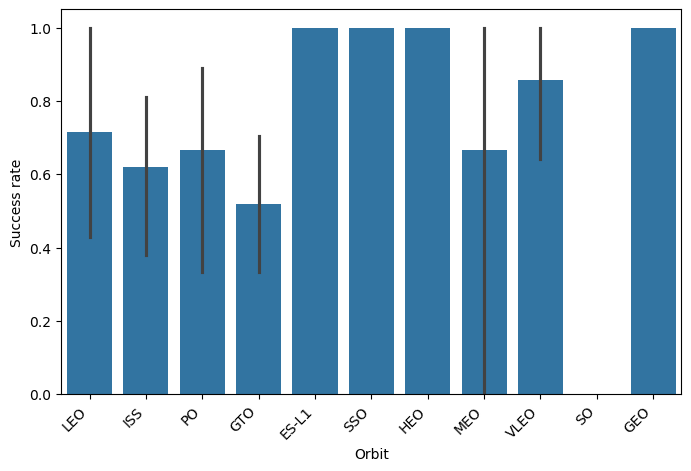 Success rate
1.0
0.8
0.6
0.4
0.2
0.0
LEO
ISS
PO
GTO
ES-L1
SSO
HEO
MEO
VLEO
SO
GEO
Orbit